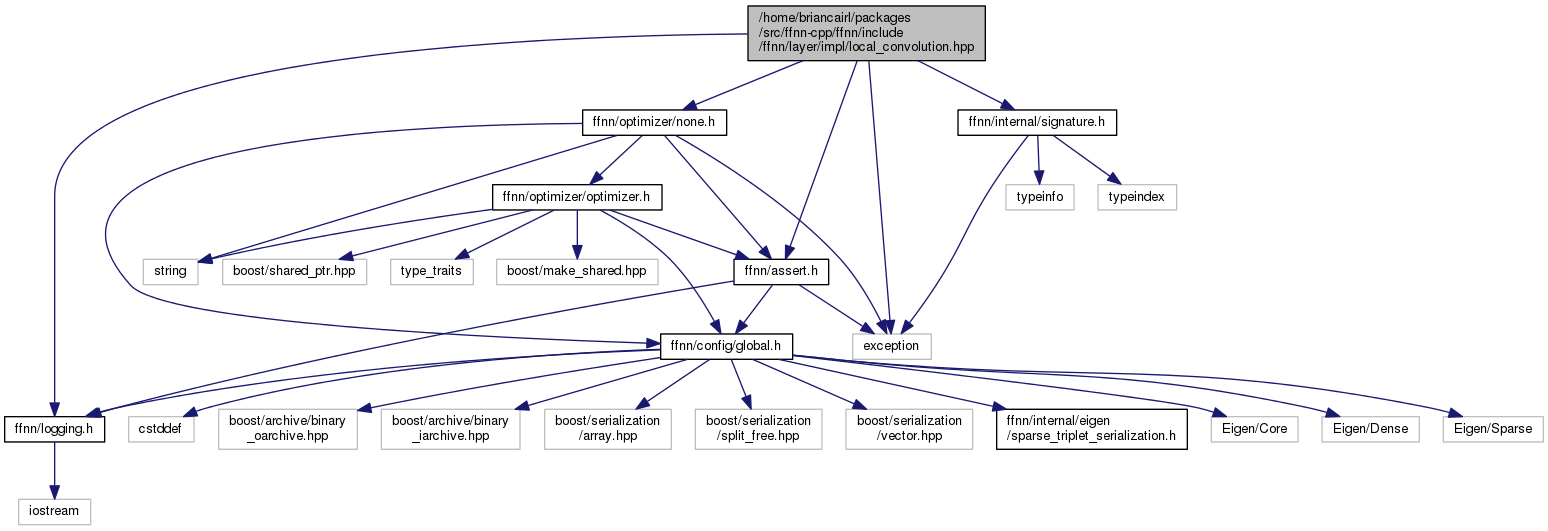 /home/briancairl/packages
/src/ffnn-cpp/ffnn/include
/ffnn/layer/impl/local_convolution.hpp
ffnn/optimizer/none.h
ffnn/internal/signature.h
ffnn/optimizer/optimizer.h
typeinfo
typeindex
string
boost/shared_ptr.hpp
type_traits
boost/make_shared.hpp
ffnn/assert.h
ffnn/config/global.h
exception
ffnn/logging.h
cstddef
boost/archive/binary
_oarchive.hpp
boost/archive/binary
_iarchive.hpp
boost/serialization
/array.hpp
boost/serialization
/split_free.hpp
boost/serialization
/vector.hpp
ffnn/internal/eigen
/sparse_triplet_serialization.h
Eigen/Core
Eigen/Dense
Eigen/Sparse
iostream